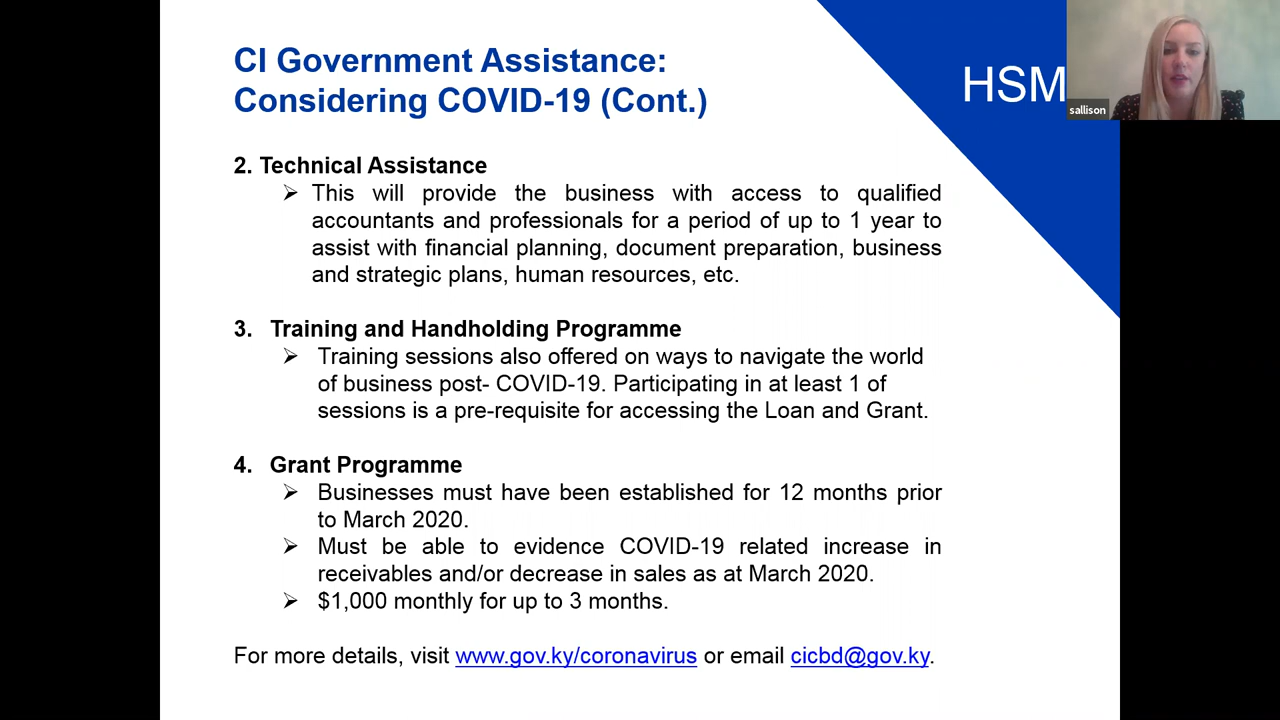 CI Government Assistance:
Considering COVID-19 (Cont.)
HSM
sallison
2. Technical Assistance
➢ This will provide the business with access to qualified
accountants and professionals for a period of up to 1 year to
assist with financial planning, document preparation, business
and strategic plans, human resources, etc.
3. Training and Handholding Programme
➢ Training sessions also offered on ways to navigate the world
of business post- COVID-19. Participating in at least 1 of
sessions is a pre-requisite for accessing the Loan and Grant.
4. Grant Programme
➢ Businesses must have been established for 12 months prior
to March 2020.
➢ Must be able to evidence COVID-19 related increase in
receivables and/or decrease in sales as at March 2020.
➢ $1,000 monthly for up to 3 months.
For more details, visit www.gov.ky/coronavirus or email cicbd@gov.ky.